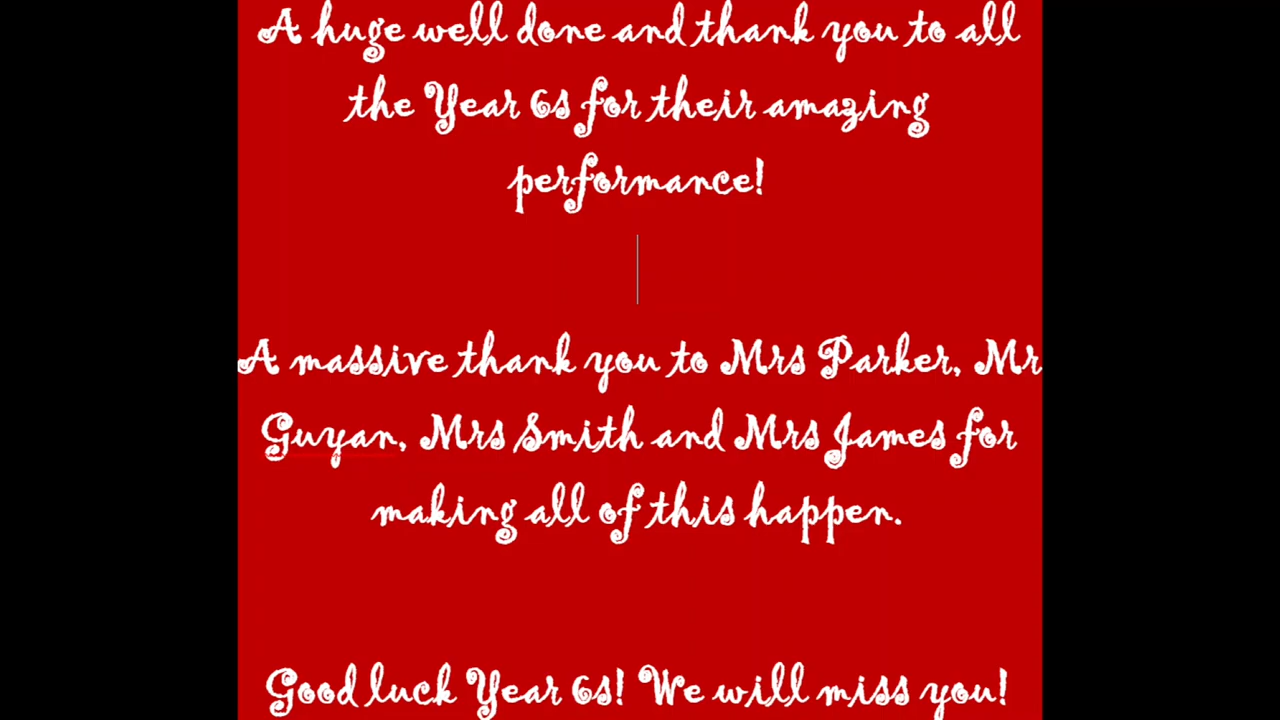 A huge well done and thank you to all
the Year 6s for their amazing
performance!
A massive thank you to Mrs Parker, Mr
Guyan, Mrs Smith and Mrs James for
making all of this happen.
Good luck Year 6s! We will miss you!